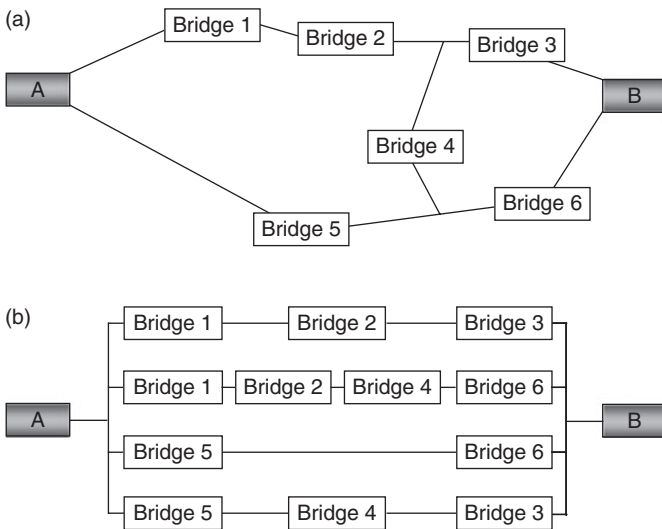 (a)
Bridge 1
Bridge 2
Bridge 3
A
B
Bridge 4
Bridge 6
Bridge 5
(b)
Bridge 1 Bridge 2 Bridge 3
Bridge 1 Bridge 2 Bridge 4 Bridge 6
A
B
Bridge 5 Bridge 6
Bridge 5 Bridge 4 Bridge 3